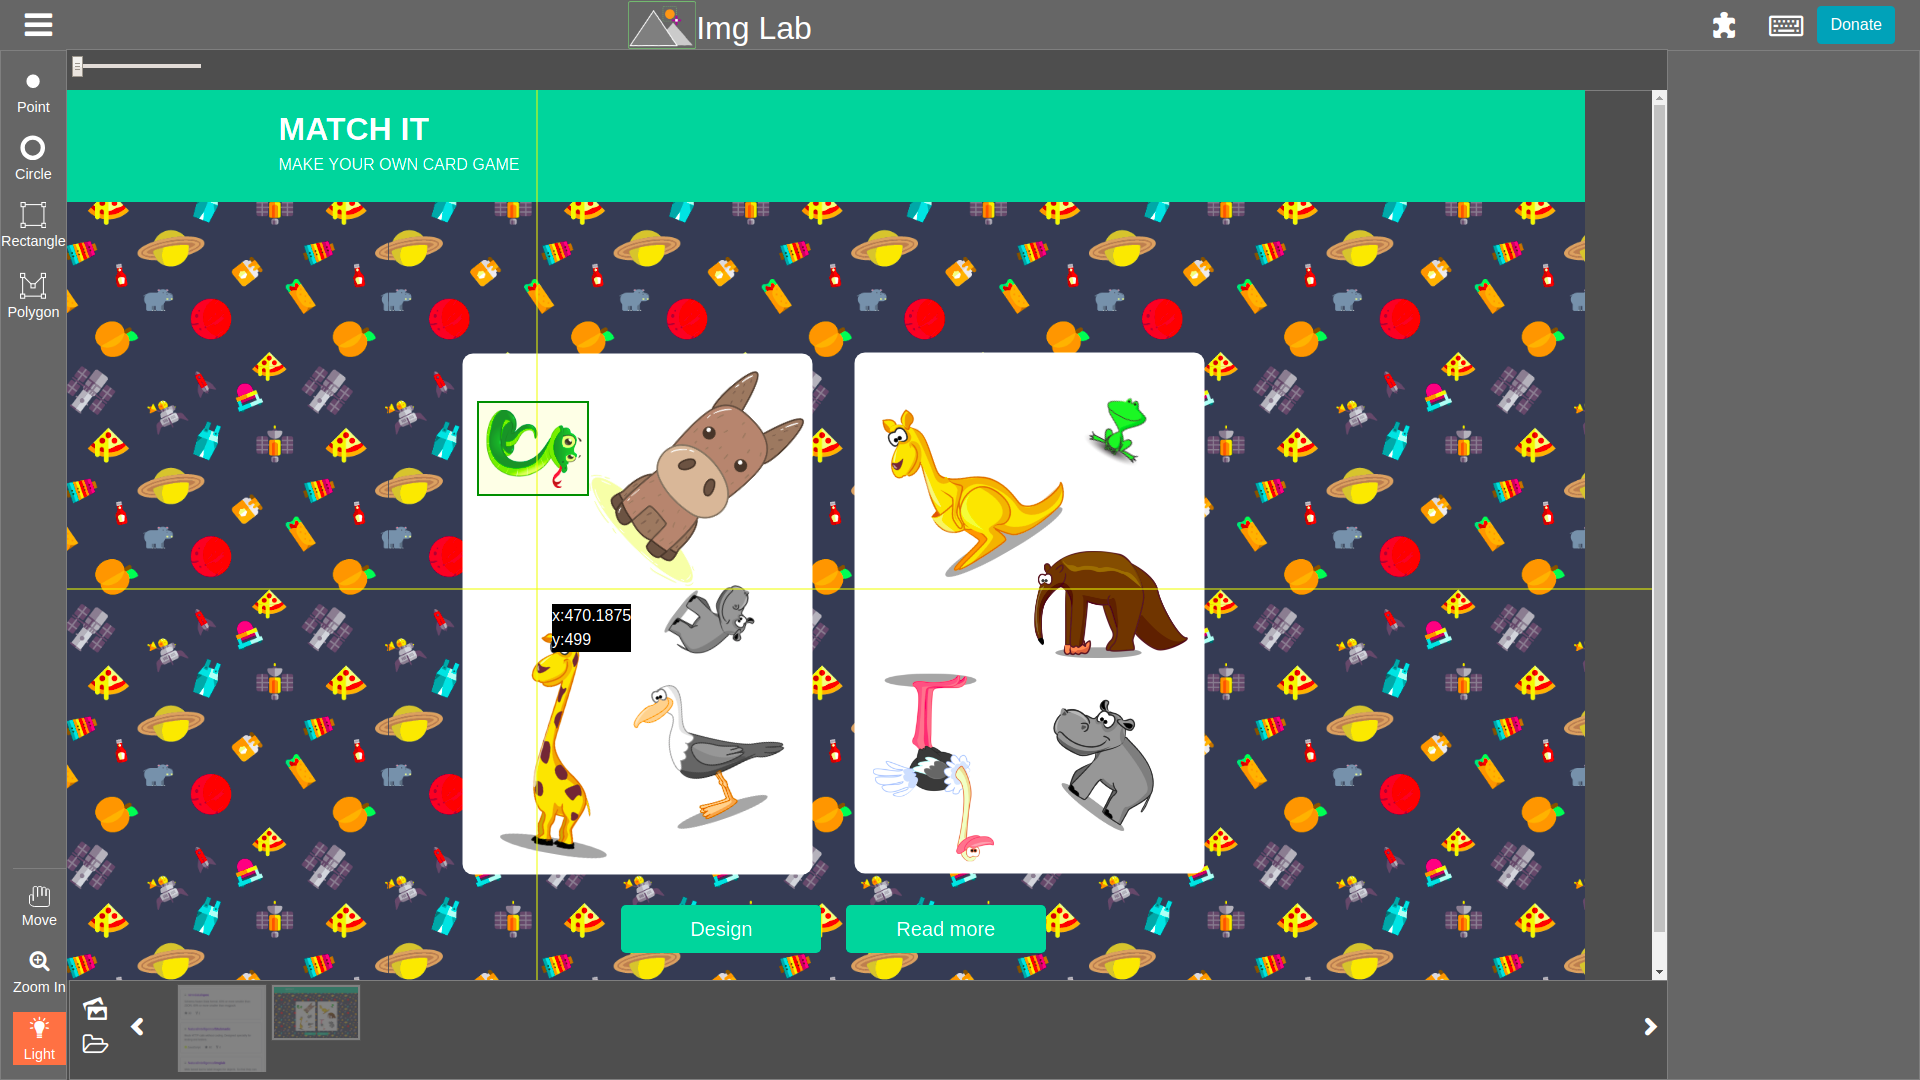 Img Lab
Donate
Point
Circle
Rectangle
Polygon
MATCH IT
MAKE YOUR OWN CARD GAME
x:470.1875
y:499
Design
Read more
Move
Zoom In
Light